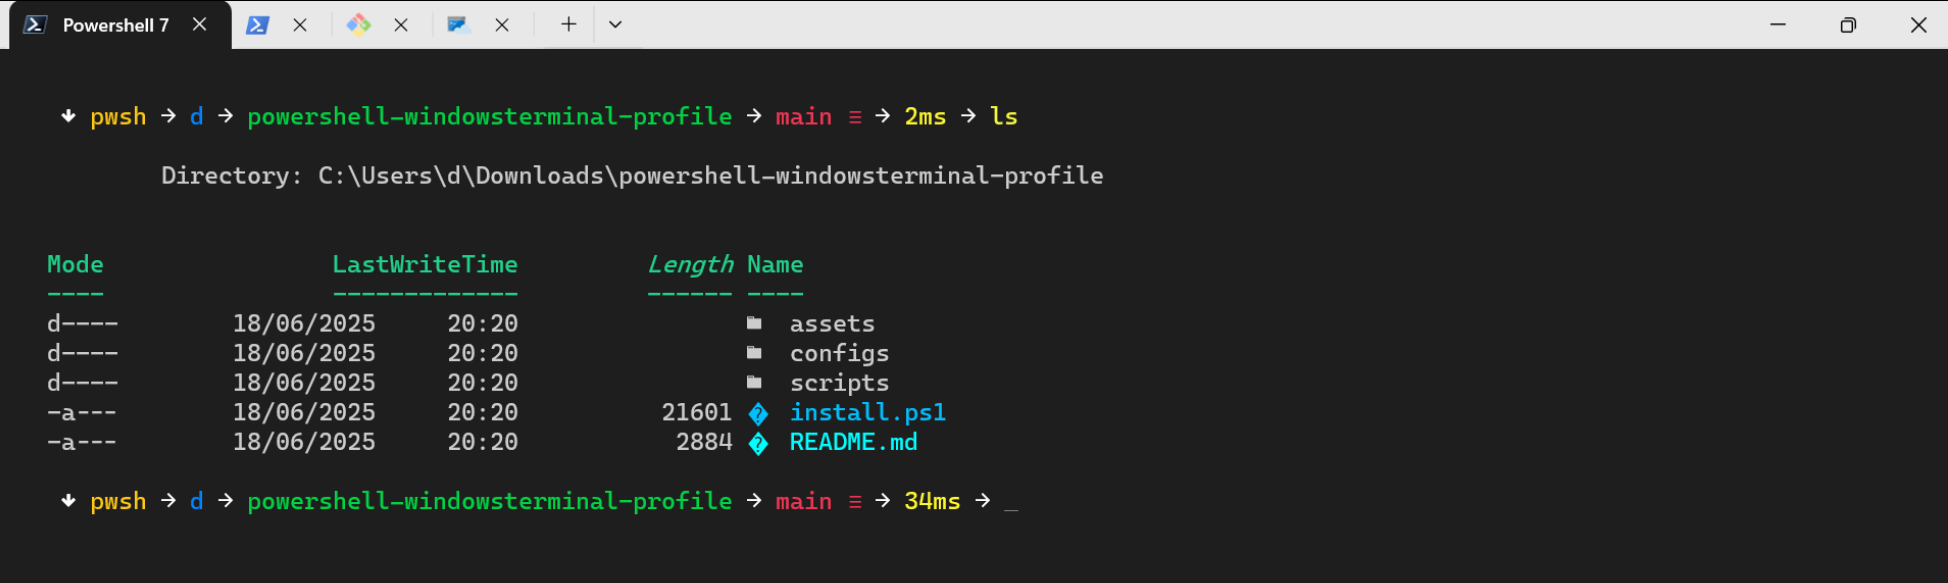 Powershell 7
↓ pwsh → d → powershell-windowsterminal-profile → main ≡ → 2ms → ls
Directory: C:\Users\d\Downloads\powershell-windowsterminal-profile
Mode LastWriteTime Length Name
---- ------------- ------ ----
d---- 18/06/2025 20:20 assets
d---- 18/06/2025 20:20 configs
d---- 18/06/2025 20:20 scripts
-a--- 18/06/2025 20:20 21601 � install.ps1
-a--- 18/06/2025 20:20 2884 � README.md
↓ pwsh → d → powershell-windowsterminal-profile → main ≡ → 34ms → _